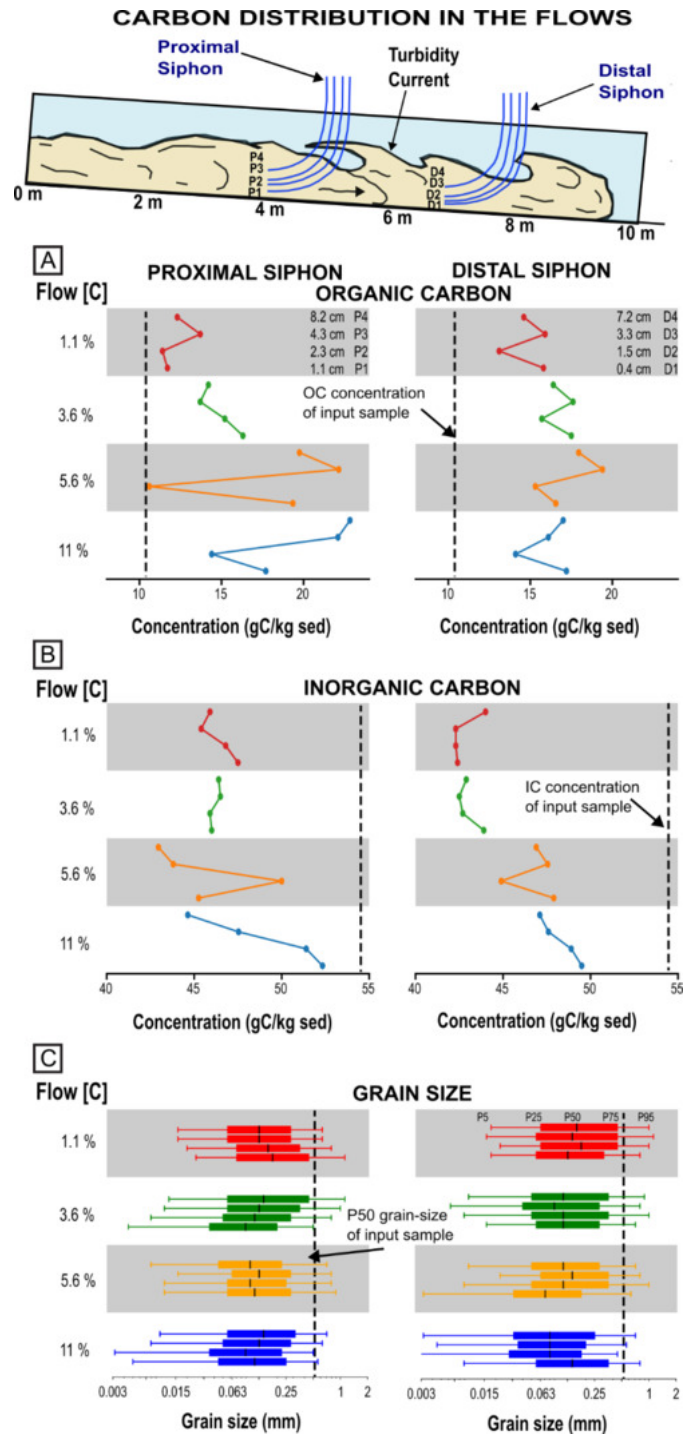 CARBON DISTRIBUTION IN THE FLOWS
Proximal
Siphon
Turbidity
Current
Distal
Siphon
P4
P3
P2
P1
D4
D3
D2
D1
0 m
2 m
4 m
6 m
8 m
10 m
A
PROXIMAL SIPHON
DISTAL SIPHON
Flow [C]
ORGANIC CARBON
1.1 %
8.2 cm P4
4.3 cm P3
2.3 cm P2
1.1 cm P1
7.2 cm D4
3.3 cm D3
1.5 cm D2
0.4 cm D1
3.6 %
OC concentration
of input sample
5.6 %
11 %
10 15 20
10 15 20
Concentration (gC/kg sed)
Concentration (gC/kg sed)
B
Flow [C]
INORGANIC CARBON
1.1 %
3.6 %
IC concentration
of input sample
5.6 %
11 %
40 45 50 55
40 45 50 55
Concentration (gC/kg sed)
Concentration (gC/kg sed)
C
Flow [C]
GRAIN SIZE
P5 P25 P50 P75 P95
1.1 %
3.6 %
P50 grain-size
of input sample
5.6 %
11 %
0.003 0.015 0.063 0.25 1 2
0.003 0.015 0.063 0.25 1 2
Grain size (mm)
Grain size (mm)